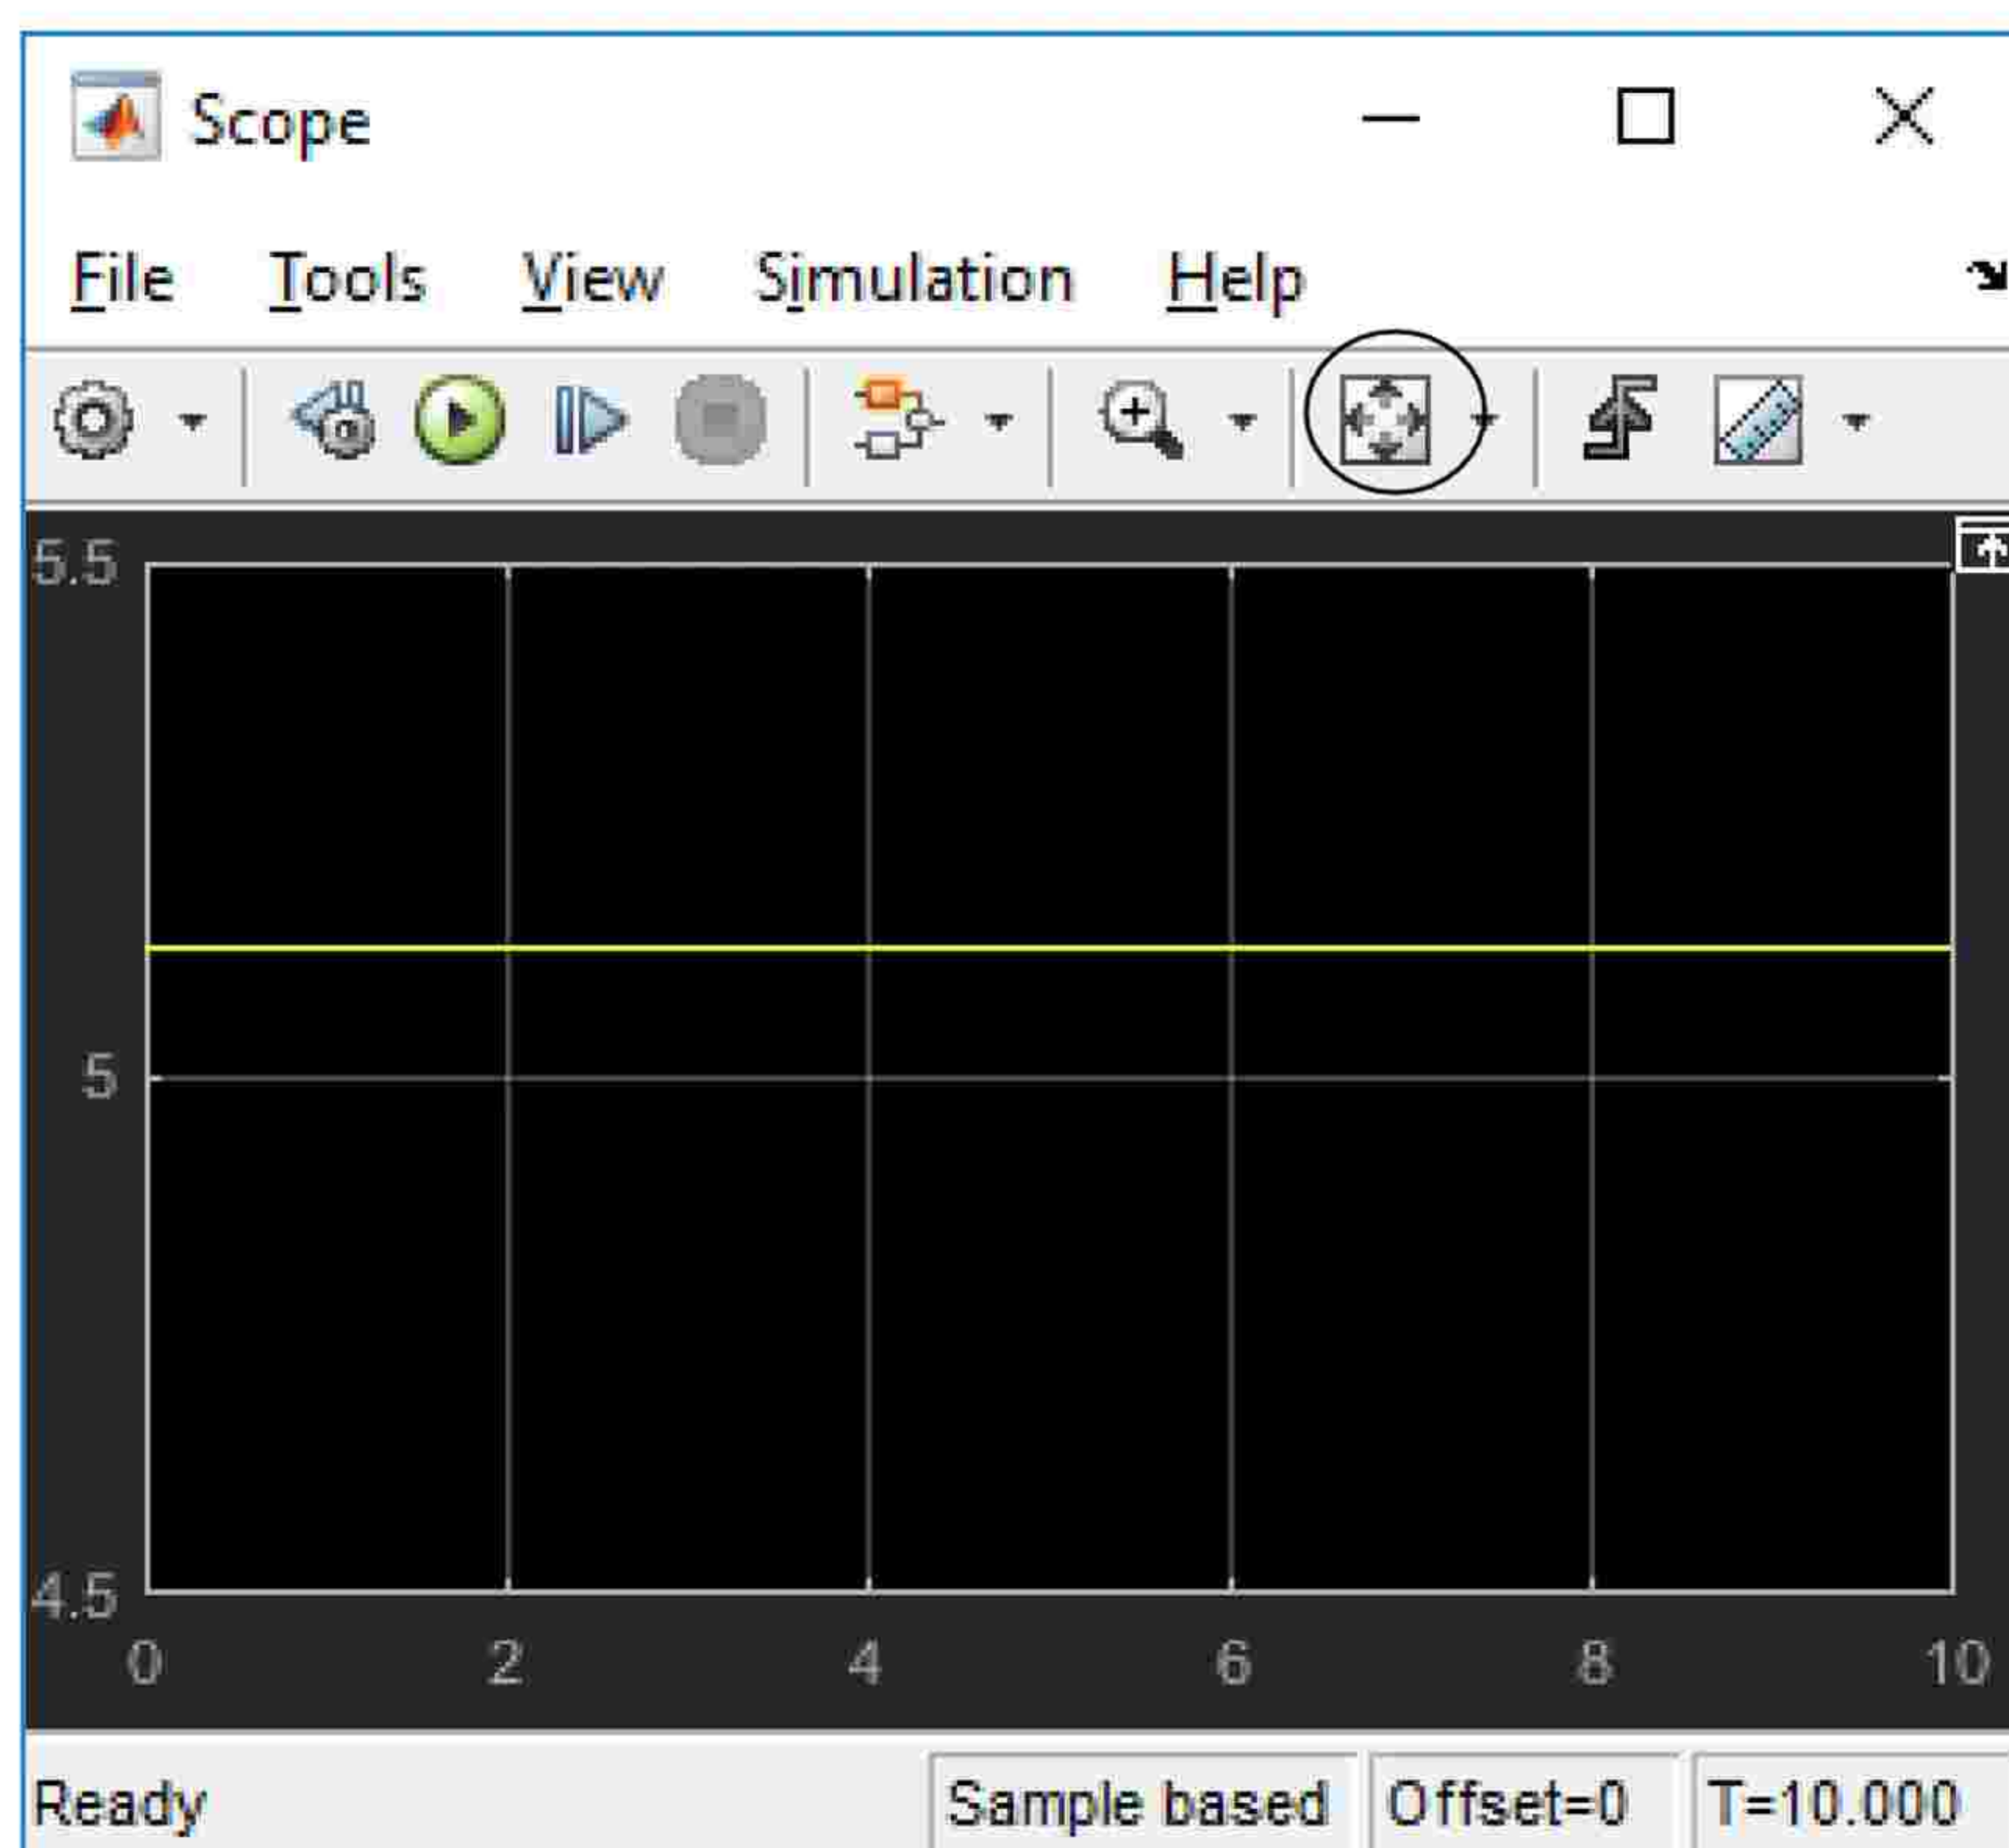 Scope
File Tools View Simulation Help
5.5
5
4.5
0 2 4 6 8 10
Ready Sample based Offset=0 T=10.000